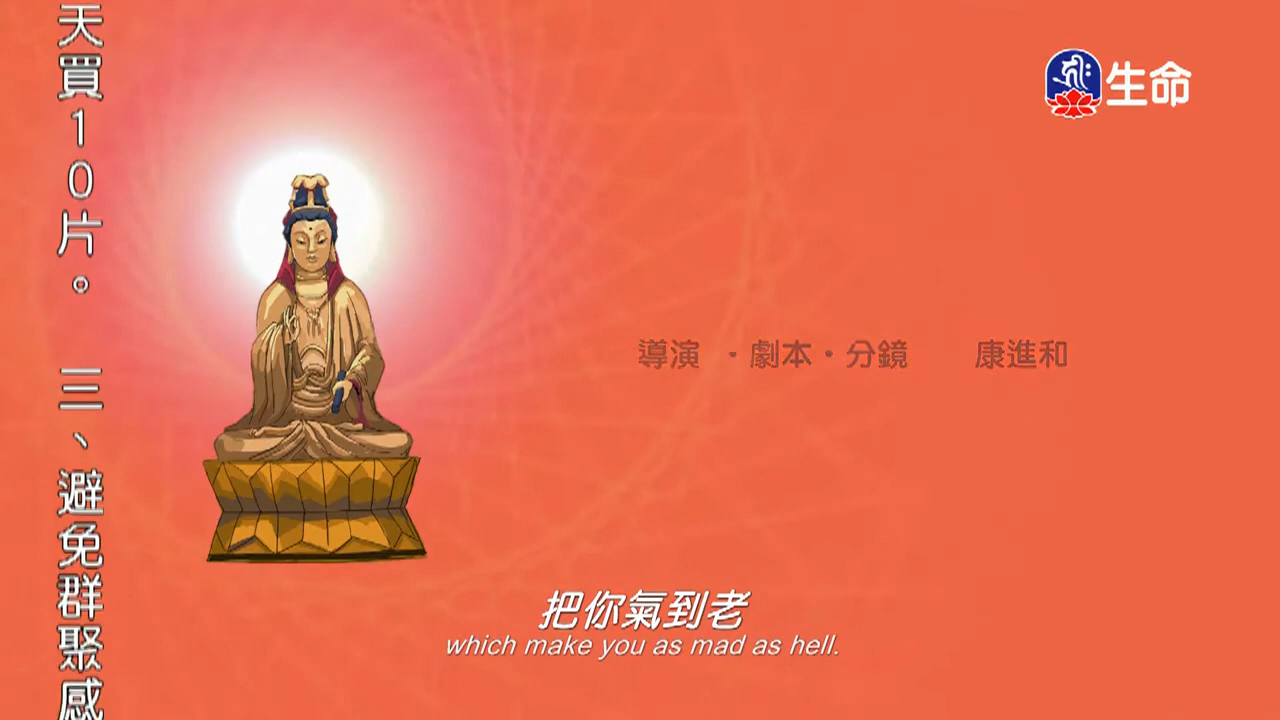 天買10片。 三、避免群聚感
生命
導演 ・劇本・分鏡 康進和
把你氣到老
which make you as mad as hell.